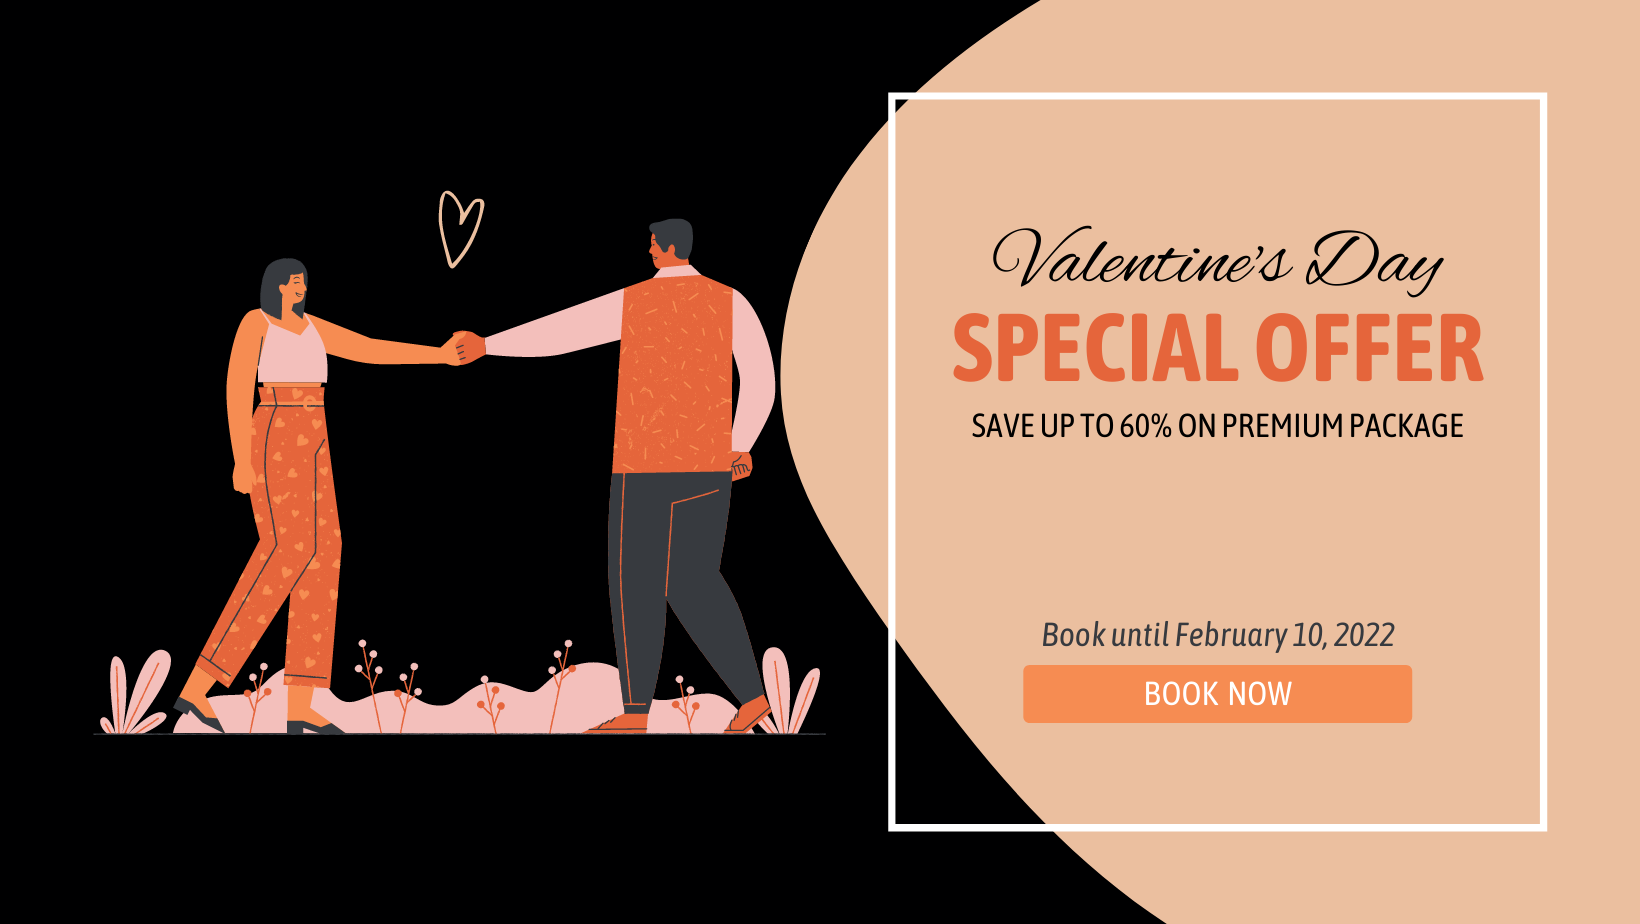 Valentine's Day
SPECIAL OFFER
SAVE UP TO 60% ON PREMIUM PACKAGE
Book until February 10, 2022
BOOK NOW